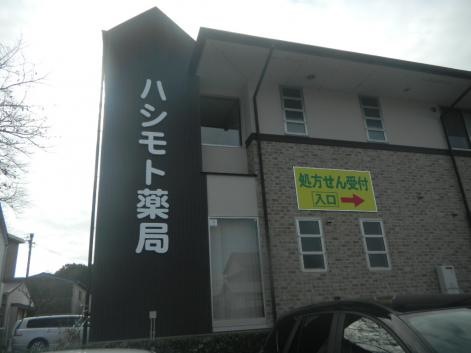 ハシモト薬局
処方せん受付
入口